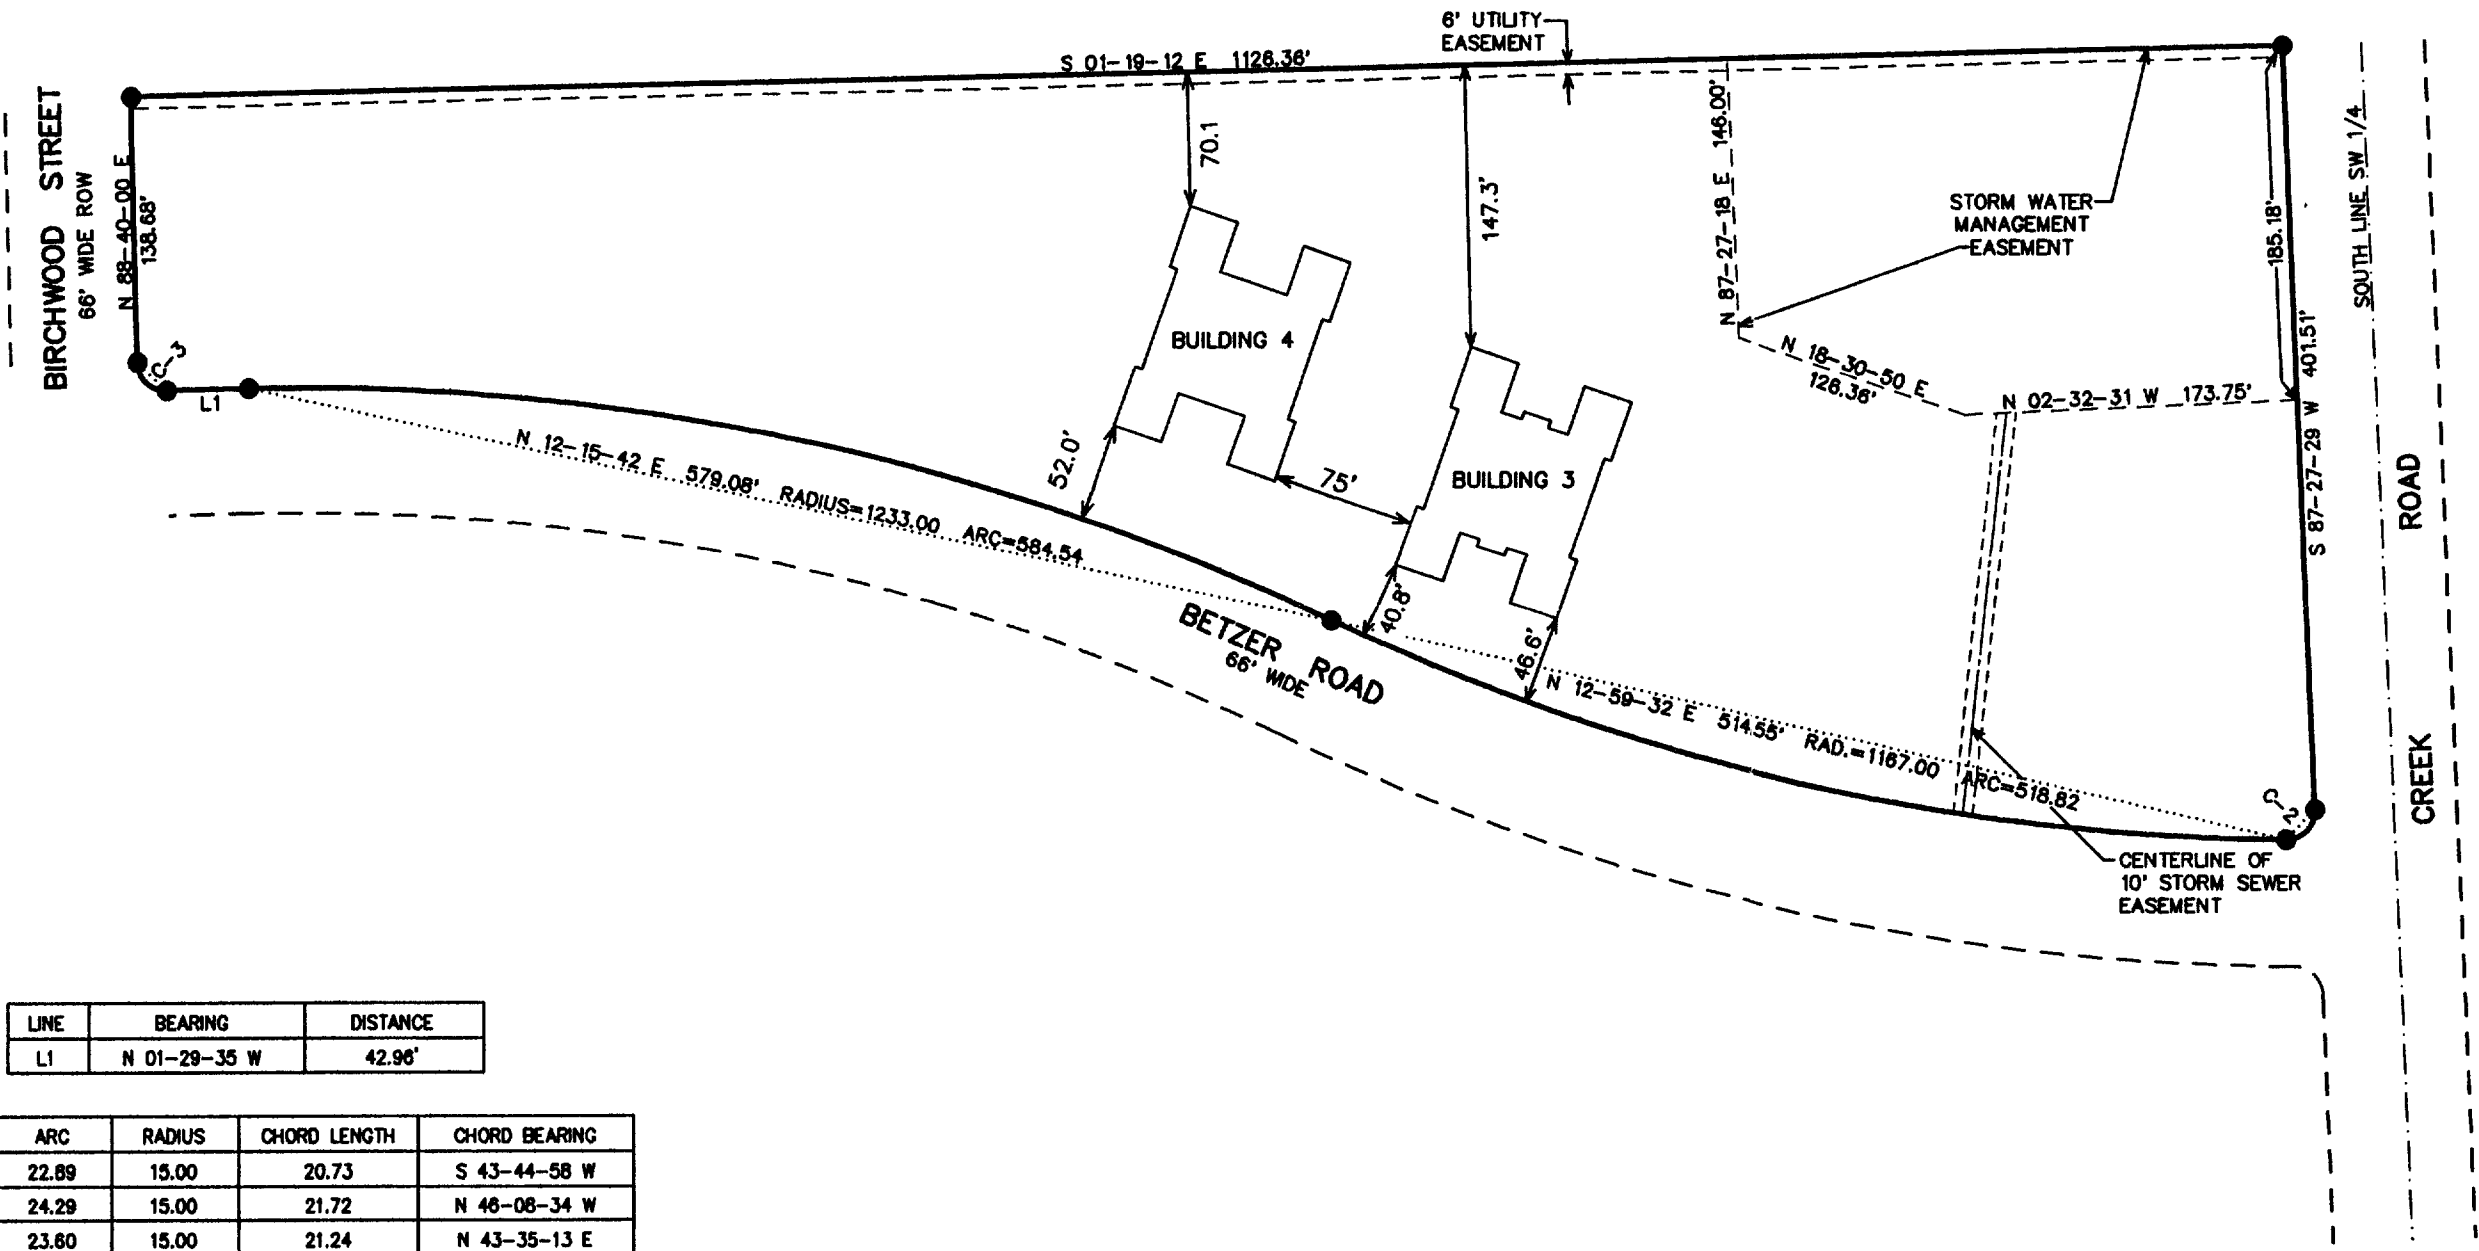 6' UTILITY
EASEMENT
S 01-19-12 E 1126.36'
BIRCHWOOD STREET
66' WIDE ROW
N 88-40-00 E
138.68'
C-3
L1
70.1
147.3'
N 87-27-18 E 146.00'
STORM WATER
MANAGEMENT
EASEMENT
185.18'
SOUTH LINE SW 1/4
S 87-27-29 W 401.51'
CREEK ROAD
BUILDING 4
N 18-30-50 E
126.36'
N 02-32-31 W 173.75'
52.0'
75'
BUILDING 3
N 12-15-42 E 579.08' RADIUS=1233.00 ARC=584.54
40.8'
46.6'
BETZER ROAD
66' WIDE
N 12-59-32 E 514.55' RAD.=1167.00 ARC=518.82
C-2
CENTERLINE OF
10' STORM SEWER
EASEMENT
LINE BEARING DISTANCE
L1 N 01-29-35 W 42.96'
ARC RADIUS CHORD LENGTH CHORD BEARING
22.89 15.00 20.73 S 43-44-58 W
24.29 15.00 21.72 N 46-08-34 W
23.60 15.00 21.24 N 43-35-13 E